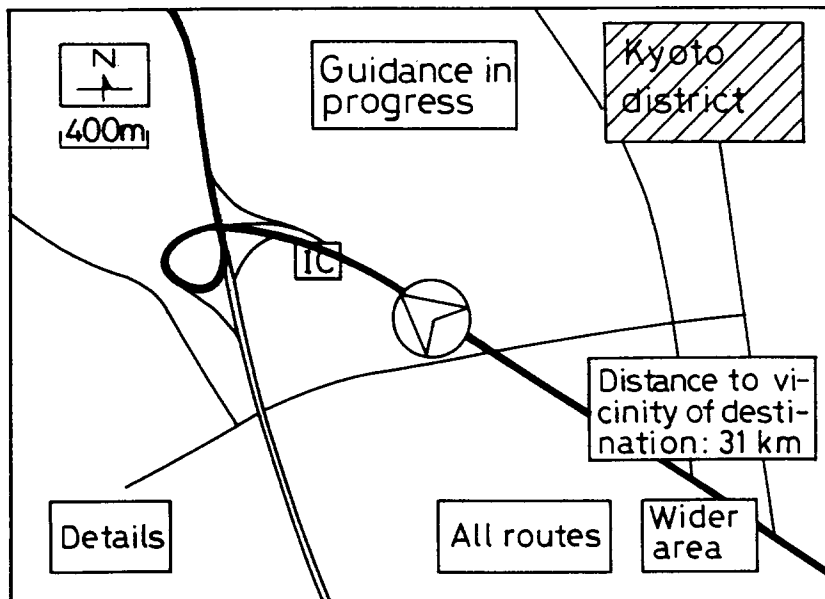 N
400m
Guidance in
progress
Kyoto
district
IC
Distance to vi-
cinity of desti-
nation: 31 km
Details
All routes
Wider
area